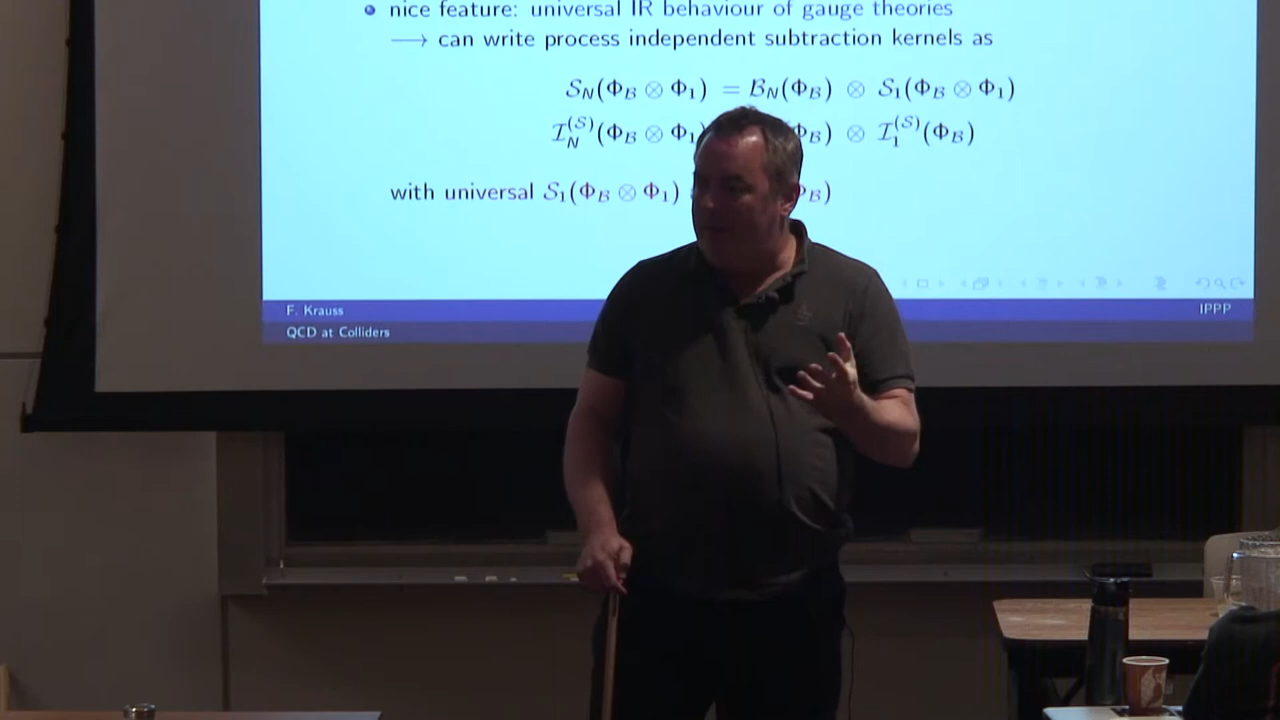 nice feature: universal IR behaviour of gauge theories
⟶ can write process independent subtraction kernels as
𝒮_N(Φ_ℬ ⊗ Φ_1) = ℬ_N(Φ_ℬ) ⊗ 𝒮_1(Φ_ℬ ⊗ Φ_1)
ℐ_N^(𝒮)(Φ_ℬ ⊗ Φ_1 Φ_ℬ) ⊗ ℐ_1^(𝒮)(Φ_ℬ)
with universal 𝒮_1(Φ_ℬ ⊗ Φ_1) Φ_ℬ)
F. Krauss
IPPP
QCD at Colliders